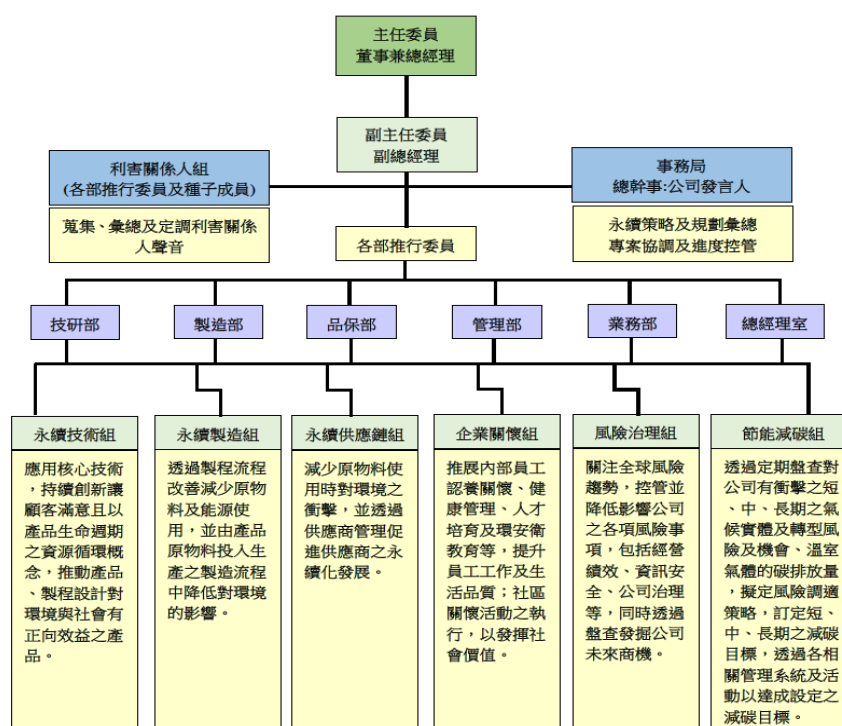 主任委員
董事兼總經理
副主任委員
副總經理
利害關係人組
(各部推行委員及種子成員)
蒐集、彙總及定調利害關係
人聲音
事務局
總幹事:公司發言人
永續策略及規劃彙總
專案協調及進度控管
各部推行委員
技研部
製造部
品保部
管理部
業務部
總經理室
永續技術組
應用核心技術
，持續創新讓
顧客滿意且以
產品生命週期
之資源循環概
念，推動產品
、製程設計對
環境與社會有
正向效益之產
品。
永續製造組
透過製程流程
改善減少原物
料及能源使
用，並由產品
原物料投入生
產之製造流程
中降低對環境
的影響。
永續供應鏈組
減少原物料使
用時對環境之
衝擊，並透過
供應商管理促
進供應商之永
續化發展。
企業關懷組
推展內部員工
認養關懷、健
康管理、人才
培育及環安衛
教育等，提升
員工工作及生
活品質；社區
關懷活動之執
行，以發揮社
會價值。
風險治理組
關注全球風險
趨勢，控管並
降低影響公司
之各項風險事
項，包括經營
績效、資訊安
全、公司治理
等，同時透過
盤查發掘公司
未來商機。
節能減碳組
透過定期盤查對
公司有衝擊之短
、中、長期之氣
候實體及轉型風
險及機會、溫室
氣體的碳排放量
，擬定風險調適
策略，訂定短、
中、長期之減碳
目標，透過各相
關管理系統及活
動以達成設定之
減碳目標。